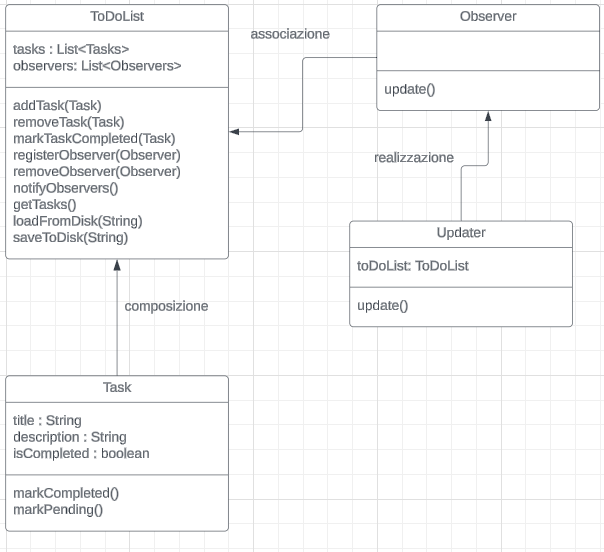 ToDoList
tasks : List<Tasks>
observers: List<Observers>
addTask(Task)
removeTask(Task)
markTaskCompleted(Task)
registerObserver(Observer)
removeObserver(Observer)
notifyObservers()
getTasks()
loadFromDisk(String)
saveToDisk(String)
associazione
Observer
update()
realizzazione
Updater
toDoList: ToDoList
update()
composizione
Task
title : String
description : String
isCompleted : boolean
markCompleted()
markPending()